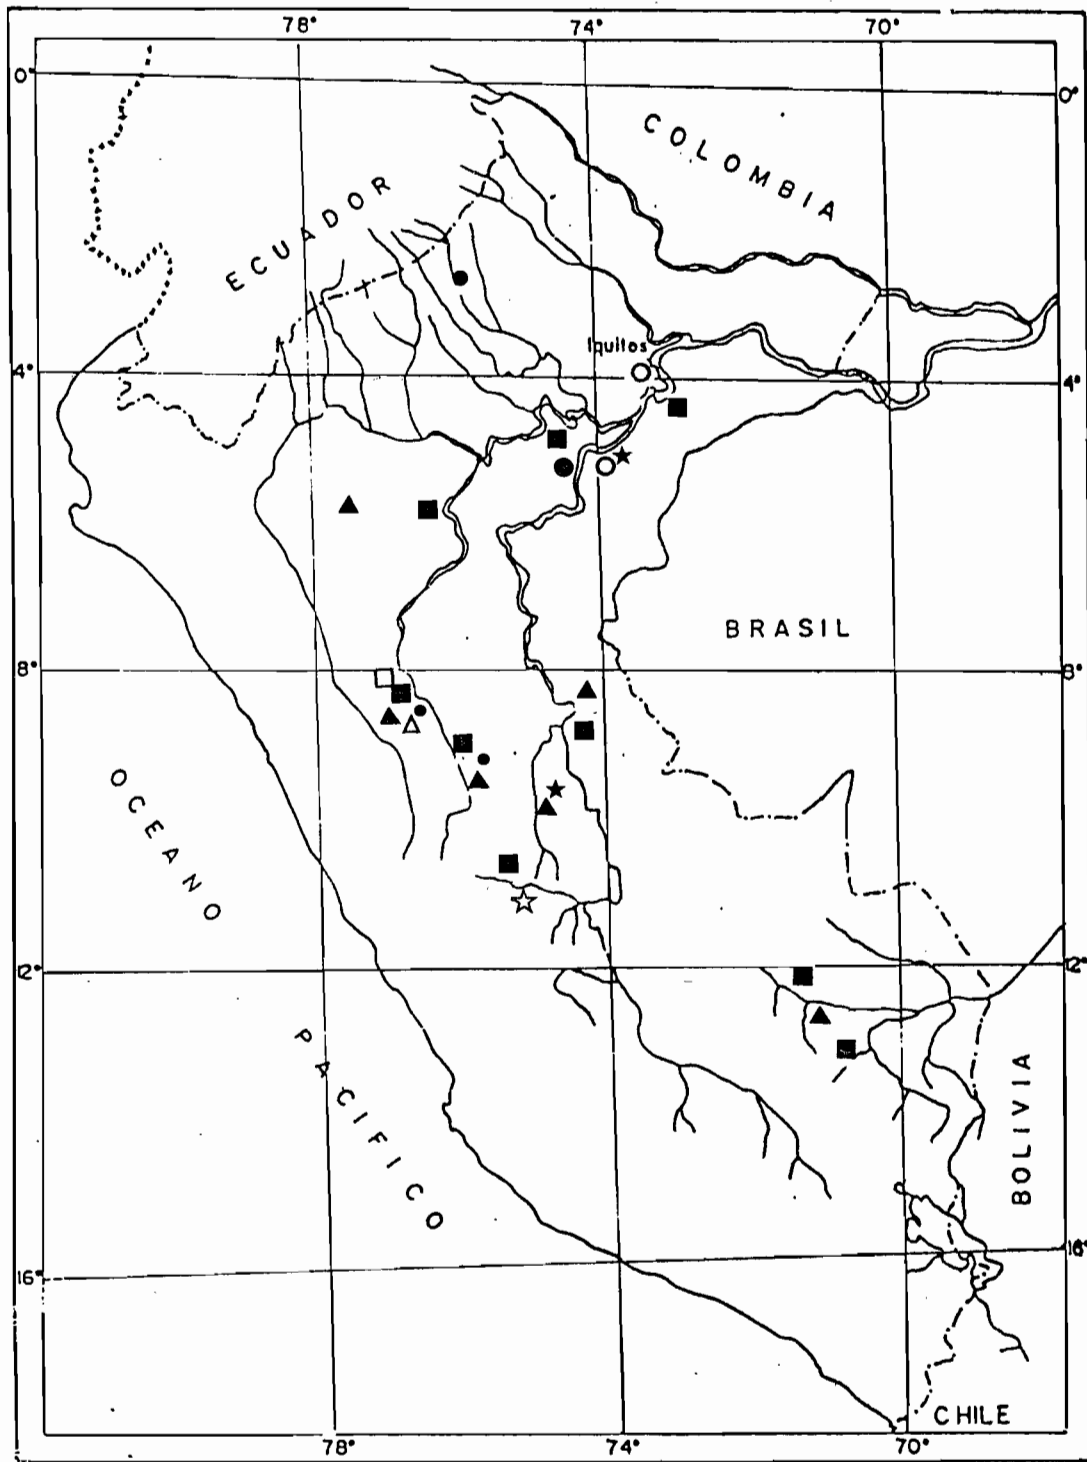 78° 74° 70°
0° 0°
COLOMBIA
ECUADOR
Iquitos
4° 4°
BRASIL
8° 8°
OCEANO
12° 12°
PACIFICO
BOLIVIA
16° 16°
CHILE
78° 74° 70°